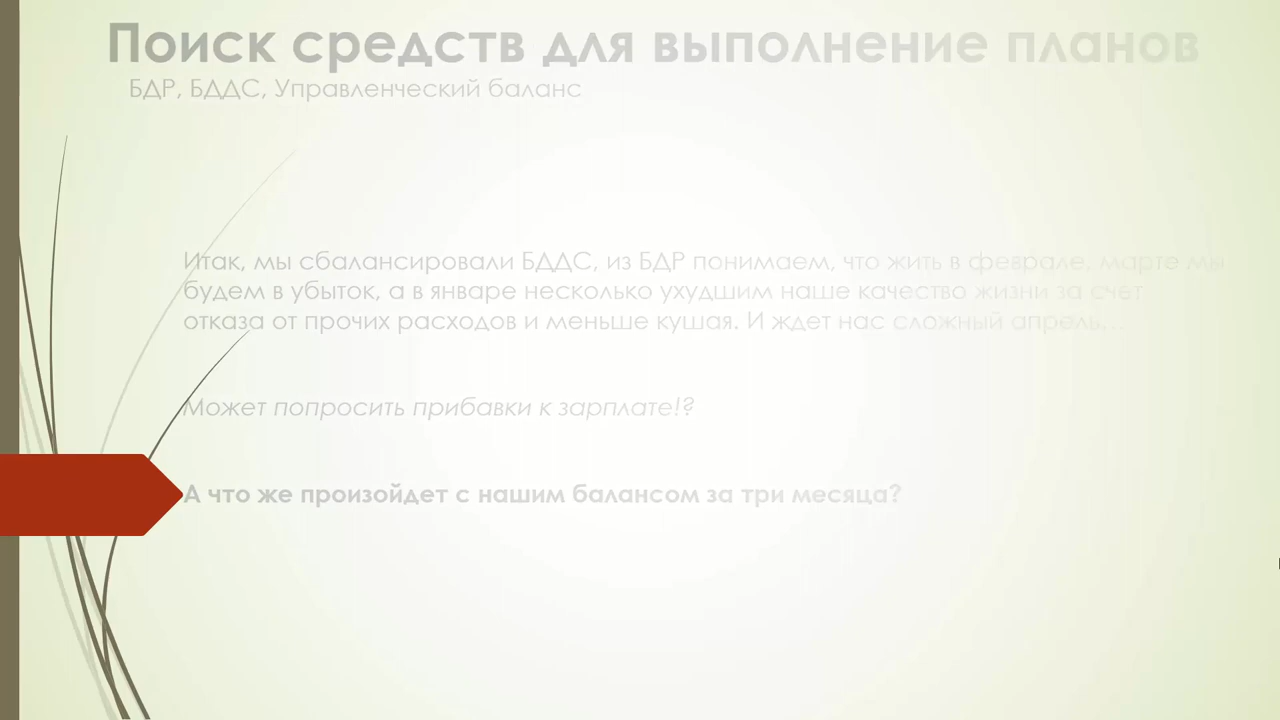 Поиск средств для выполнение планов
БДР, БДДС, Управленческий баланс
Итак, мы сбалансировали БДДС, из БДР понимаем, что жить в феврале, марте мы
будем в убыток, а в январе несколько ухудшим наше качество жизни за счет
отказа от прочих расходов и меньше кушая. И ждет нас сложный апрель…
Может попросить прибавки к зарплате!?
А что же произойдет с нашим балансом за три месяца?